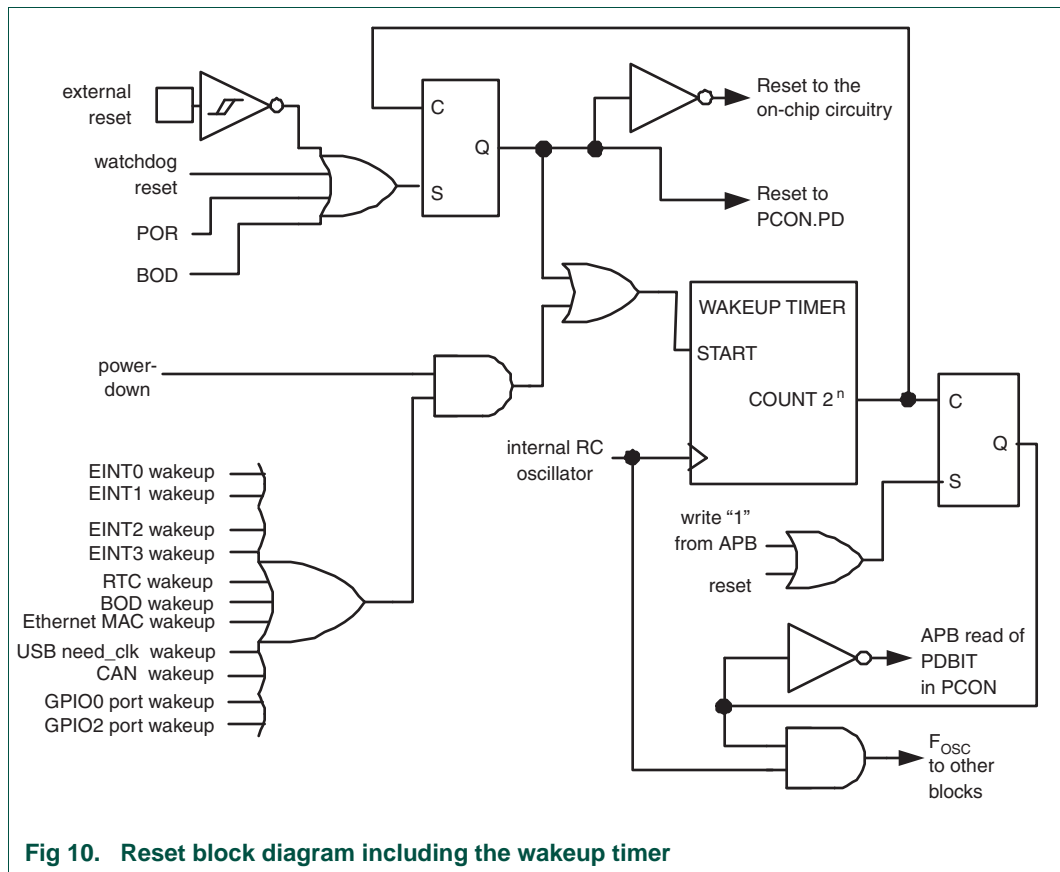 external
reset
watchdog
reset
POR
BOD
C
Q
S
Reset to the
on-chip circuitry
Reset to
PCON.PD
power-
down
WAKEUP TIMER
START
COUNT 2ⁿ
internal RC
oscillator
C
Q
S
write “1”
from APB
reset
EINT0 wakeup
EINT1 wakeup
EINT2 wakeup
EINT3 wakeup
RTC wakeup
BOD wakeup
Ethernet MAC wakeup
USB need_clk wakeup
CAN wakeup
GPIO0 port wakeup
GPIO2 port wakeup
APB read of
PDBIT
in PCON
FOSC
to other
blocks
Fig 10. Reset block diagram including the wakeup timer